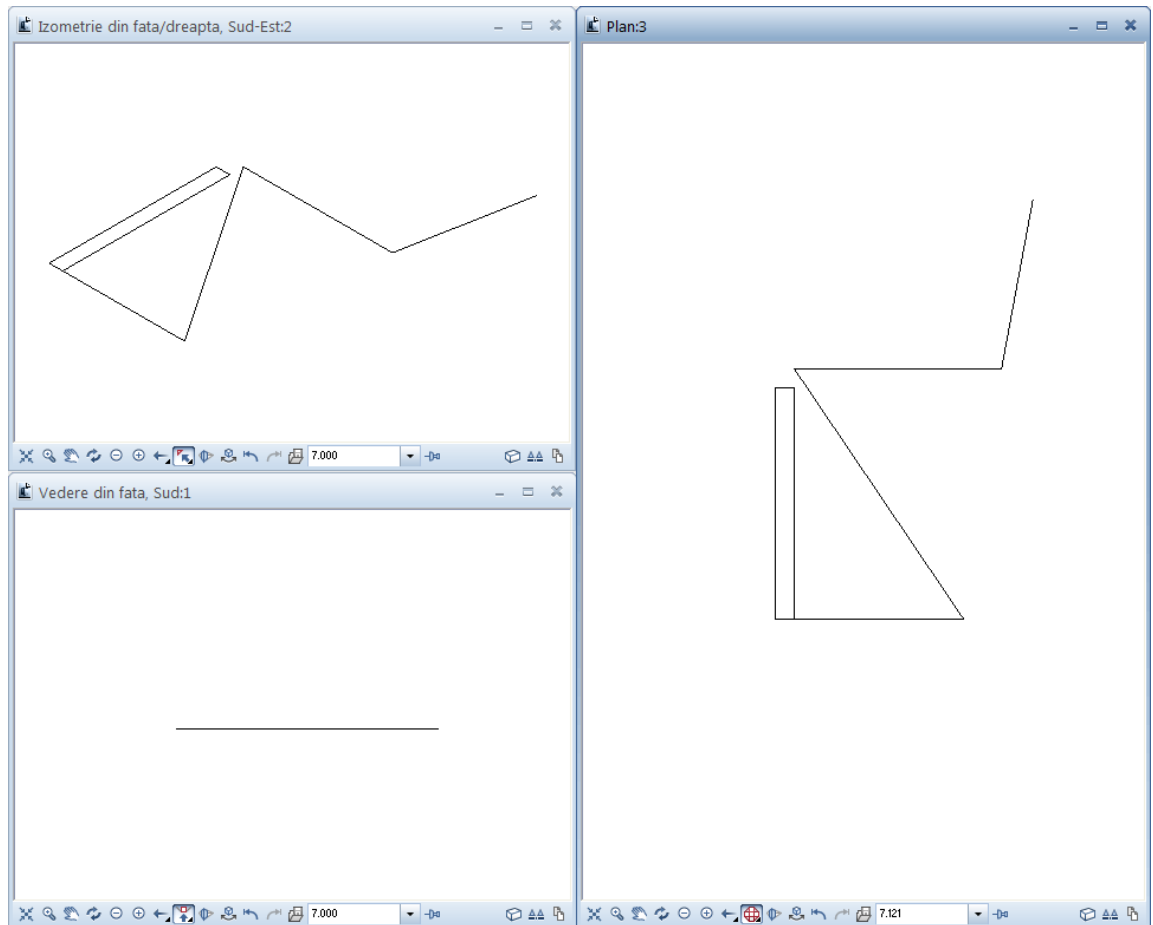 Izometrie din fata/dreapta, Sud-Est:2
7.000
Vedere din fata, Sud:1
7.000
Plan:3
7.121